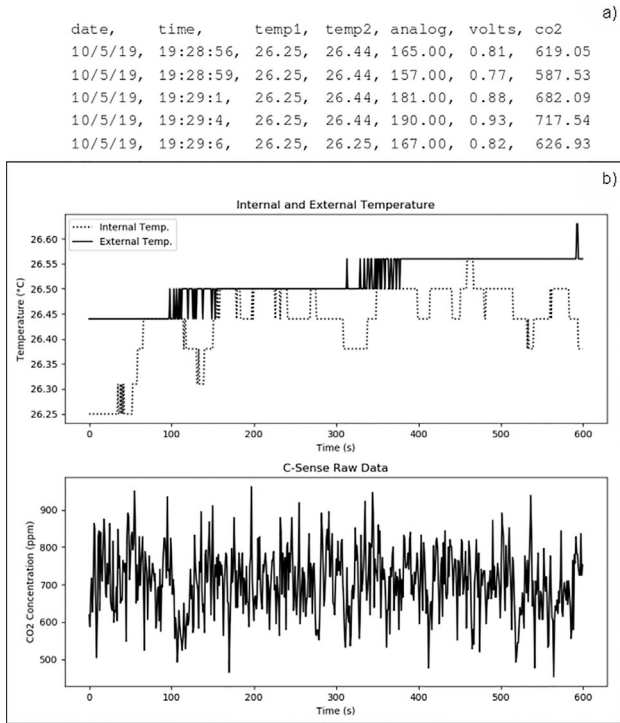 a)
date, time, temp1, temp2, analog, volts, co2
10/5/19, 19:28:56, 26.25, 26.44, 165.00, 0.81, 619.05
10/5/19, 19:28:59, 26.25, 26.44, 157.00, 0.77, 587.53
10/5/19, 19:29:1, 26.25, 26.44, 181.00, 0.88, 682.09
10/5/19, 19:29:4, 26.25, 26.44, 190.00, 0.93, 717.54
10/5/19, 19:29:6, 26.25, 26.25, 167.00, 0.82, 626.93
b)
Internal and External Temperature
Internal Temp.
External Temp.
Temperature (°C)
26.60
26.55
26.50
26.45
26.40
26.35
26.30
26.25
0 100 200 300 400 500 600
Time (s)
C-Sense Raw Data
CO2 Concentration (ppm)
900
800
700
600
500
0 100 200 300 400 500 600
Time (s)